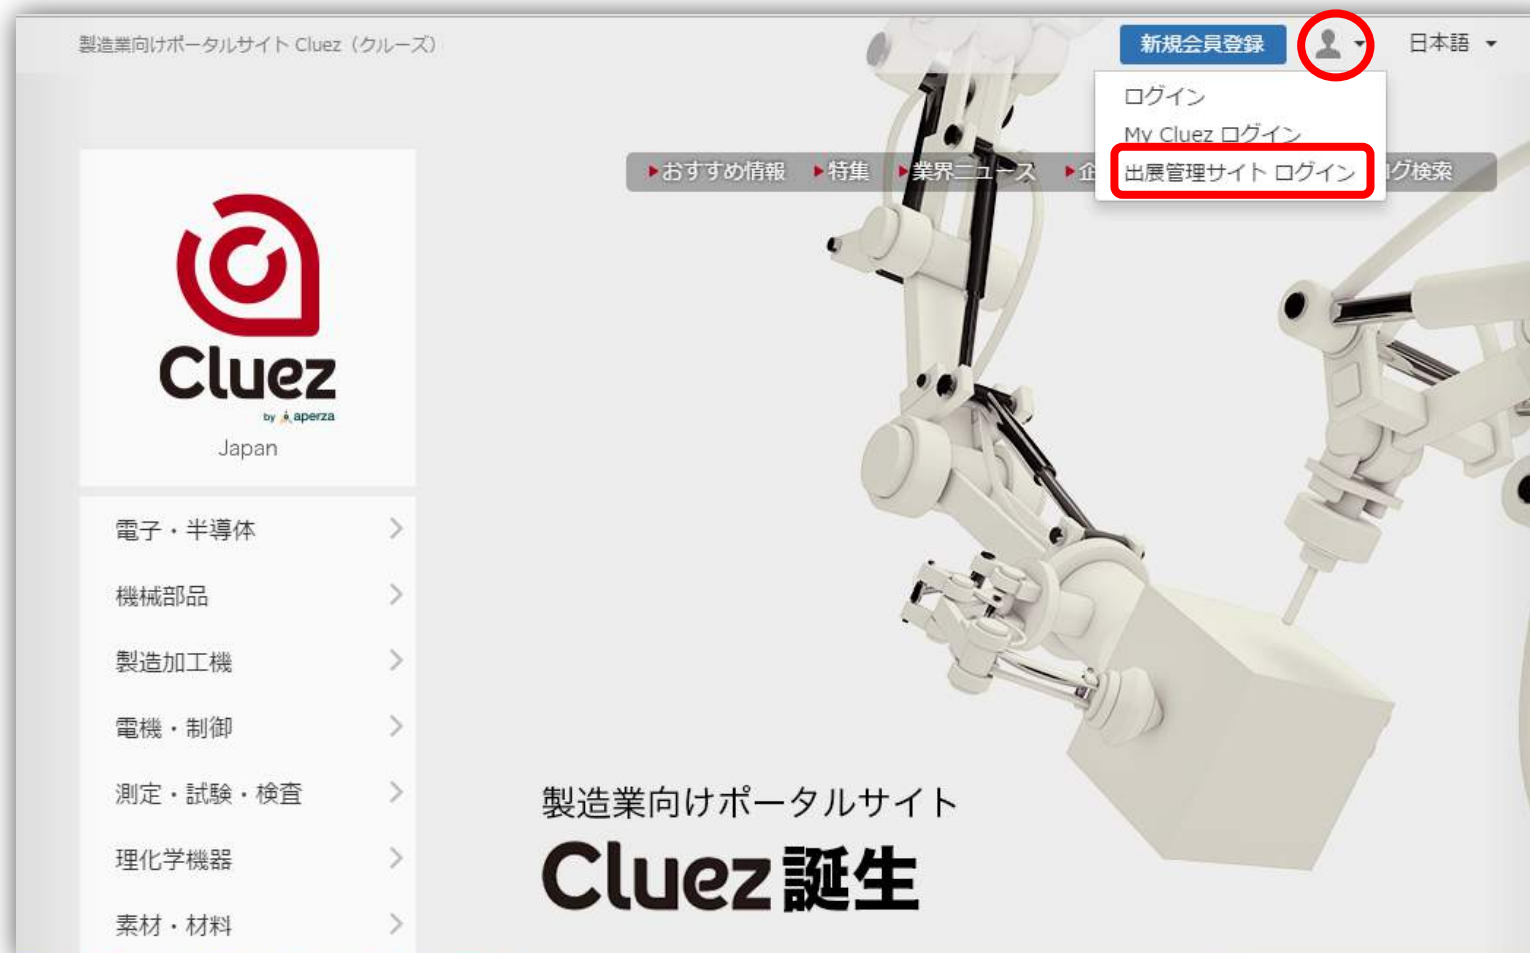 製造業向けポータルサイト Cluez（クルーズ）
新規会員登録
日本語
ログイン
My Cluez ログイン
出展管理サイト ログイン
おすすめ情報 特集 業界ニュース 企 グ検索
Cluez
by aperza
Japan
電子・半導体
機械部品
製造加工機
電機・制御
測定・試験・検査
理化学機器
素材・材料
製造業向けポータルサイト
Cluez誕生